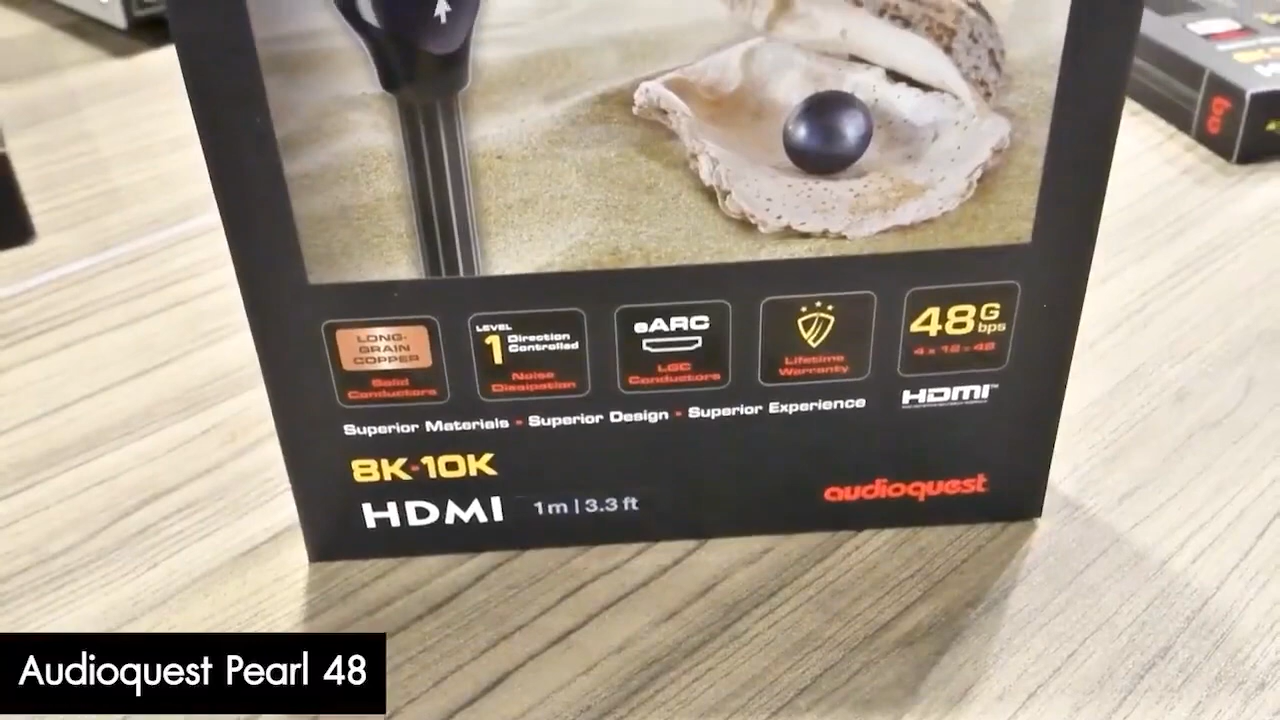 LONG-
GRAIN
COPPER
Solid
Conductors
LEVEL
1 Direction
Controlled
Noise
Dissipation
eARC
LGC
Conductors
Lifetime
Warranty
48G
bps
4 x 12 = 48
HDMI™
Superior Materials • Superior Design • Superior Experience
8K•10K
HDMI 1m | 3.3 ft
audioquest
Audioquest Pearl 48